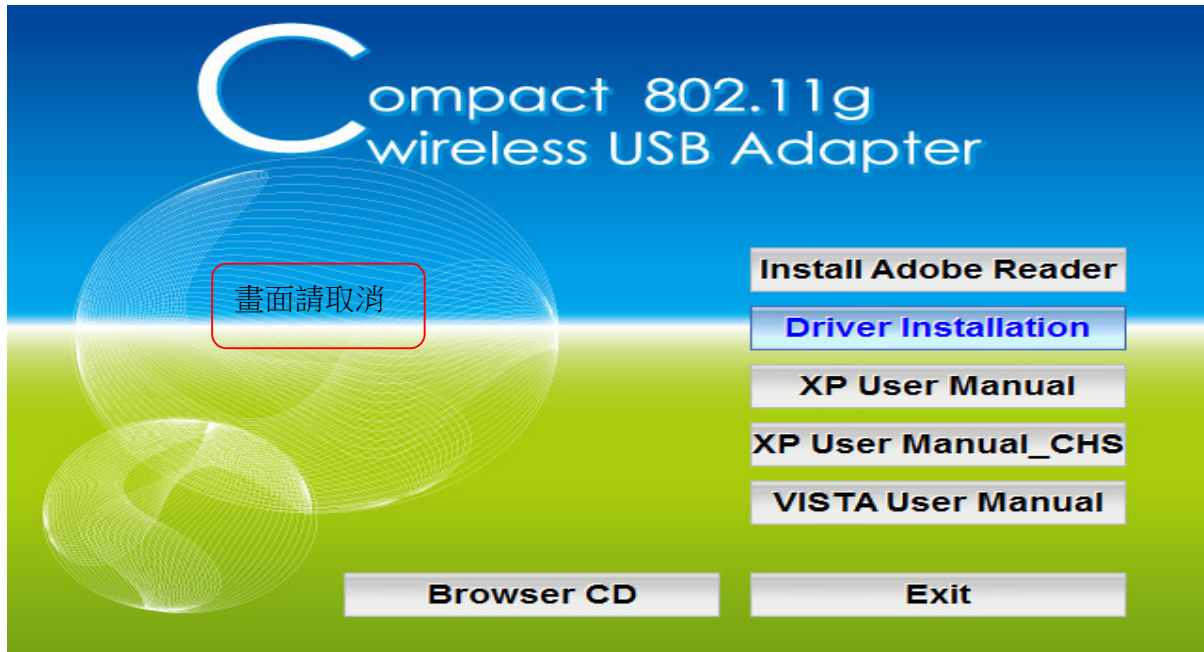 Compact 802.11g
wireless USB Adapter
畫面請取消
Install Adobe Reader
Driver Installation
XP User Manual
XP User Manual_CHS
VISTA User Manual
Browser CD
Exit